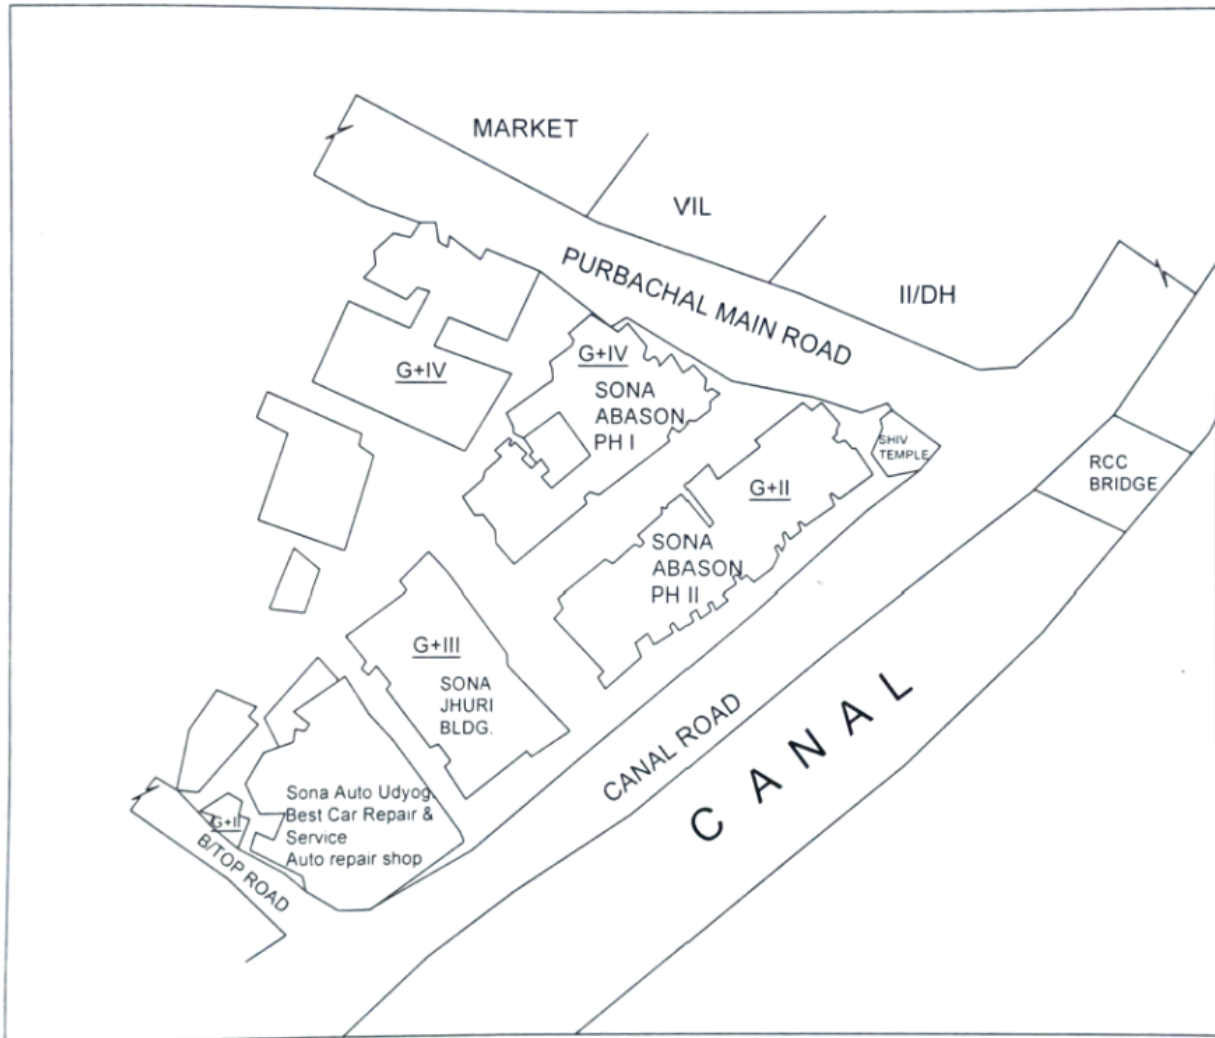 MARKET
VIL
II/DH
PURBACHAL MAIN ROAD
G+IV
G+IV
SONA
ABASON
PH I
SHIV
TEMPLE
RCC
BRIDGE
G+II
SONA
ABASON
PH II
G+III
SONA
JHURI
BLDG.
CANAL ROAD
CANAL
Sona Auto Udyog,
Best Car Repair &
Service
Auto repair shop
G+II
B/TOP ROAD